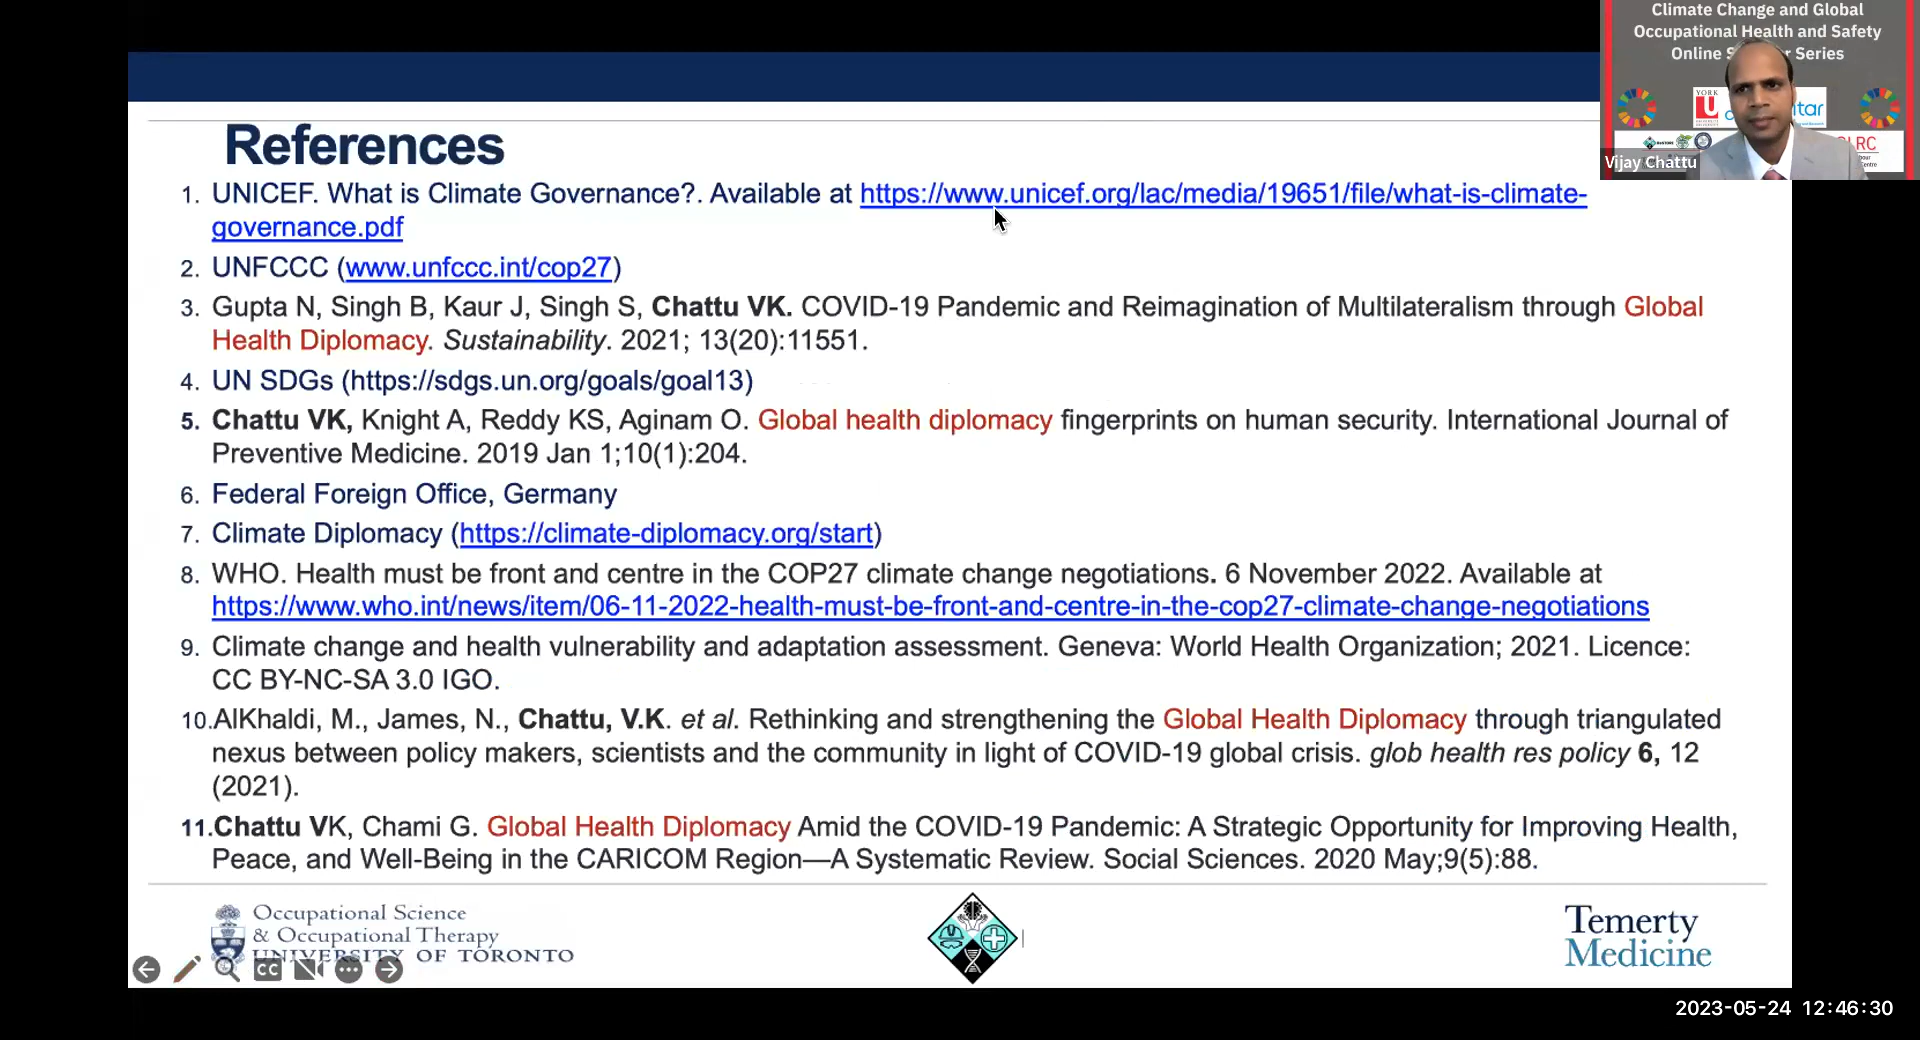 Climate Change and Global
Occupational Health and Safety
Online S r Series
YORK
U
tar
LRC
Vijay Chattu
References
1. UNICEF. What is Climate Governance?. Available at https://www.unicef.org/lac/media/19651/file/what-is-climate-
governance.pdf
2. UNFCCC (www.unfccc.int/cop27)
3. Gupta N, Singh B, Kaur J, Singh S, Chattu VK. COVID-19 Pandemic and Reimagination of Multilateralism through Global
Health Diplomacy. Sustainability. 2021; 13(20):11551.
4. UN SDGs (https://sdgs.un.org/goals/goal13)
5. Chattu VK, Knight A, Reddy KS, Aginam O. Global health diplomacy fingerprints on human security. International Journal of
Preventive Medicine. 2019 Jan 1;10(1):204.
6. Federal Foreign Office, Germany
7. Climate Diplomacy (https://climate-diplomacy.org/start)
8. WHO. Health must be front and centre in the COP27 climate change negotiations. 6 November 2022. Available at
https://www.who.int/news/item/06-11-2022-health-must-be-front-and-centre-in-the-cop27-climate-change-negotiations
9. Climate change and health vulnerability and adaptation assessment. Geneva: World Health Organization; 2021. Licence:
CC BY-NC-SA 3.0 IGO.
10.AlKhaldi, M., James, N., Chattu, V.K. et al. Rethinking and strengthening the Global Health Diplomacy through triangulated
nexus between policy makers, scientists and the community in light of COVID-19 global crisis. glob health res policy 6, 12
(2021).
11.Chattu VK, Chami G. Global Health Diplomacy Amid the COVID-19 Pandemic: A Strategic Opportunity for Improving Health,
Peace, and Well-Being in the CARICOM Region—A Systematic Review. Social Sciences. 2020 May;9(5):88.
Occupational Science
& Occupational Therapy
UNIVERSITY OF TORONTO
CC
Temerty
Medicine
2023-05-24 12:46:30